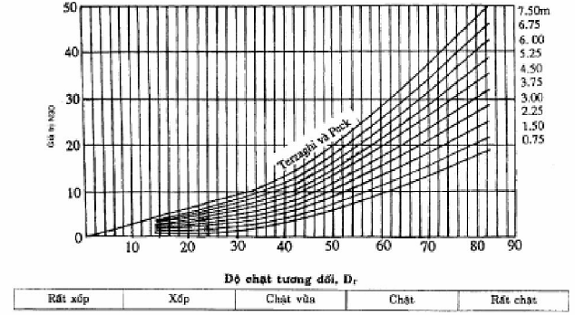 50
7.50m
6.75
6.00
5.25
4.50
3.75
3.00
2.25
1.50
0.75
30
20
10
0
Giá trị N30
Terzaghi và Peck
10 20 30 40 50 60 70 80 90
Độ chặt tương đối, Dr
Rất xốp Xốp Chặt vừa Chặt Rất chặt